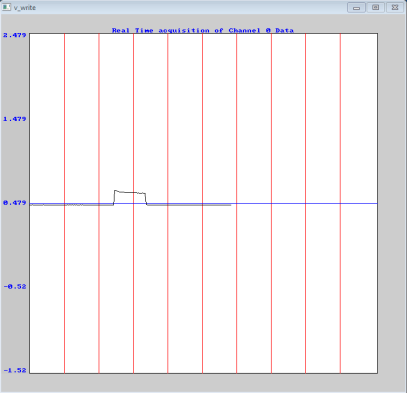 v_write
Real Time acquisition of Channel 0 Data
2.479
1.479
0.479
-0.52
-1.52